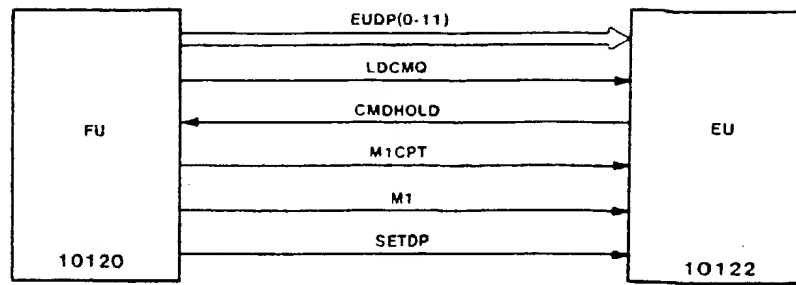 EUDP(0-11)
LDCMQ
CMDHOLD
FU
EU
M1CPT
M1
SETDP
10120
10122